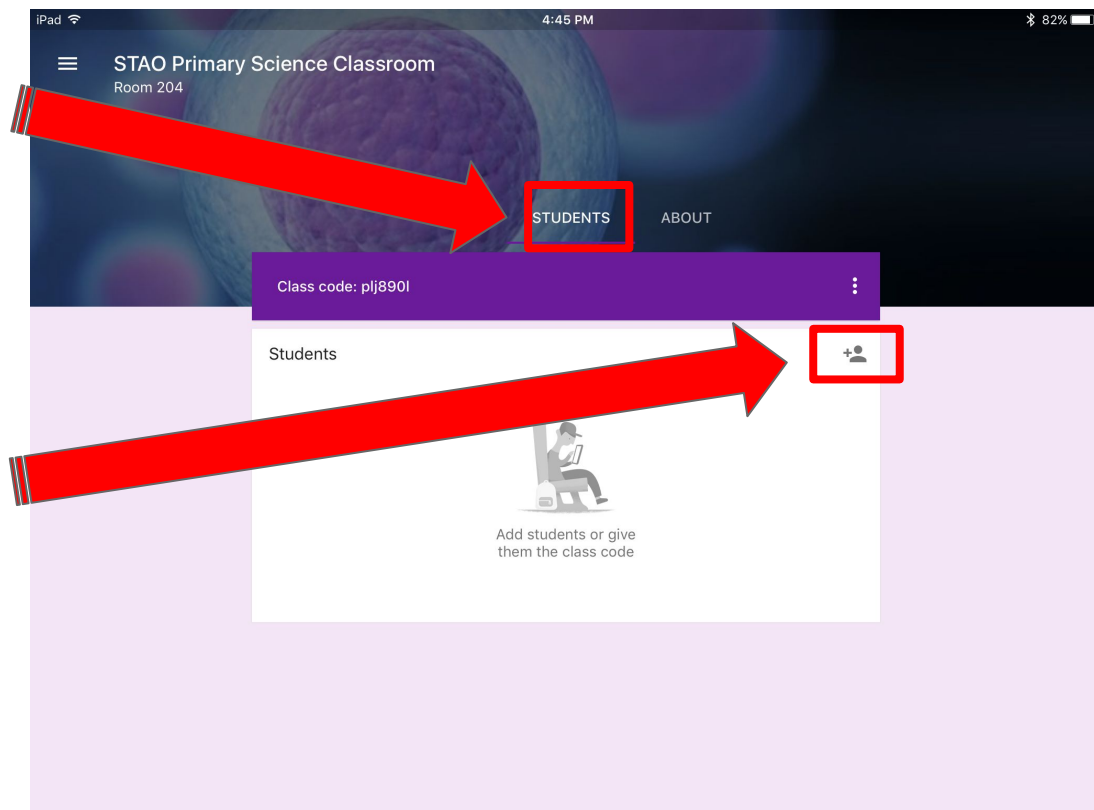 iPad 4:45 PM 82%
STAO Primary Science Classroom
Room 204
STUDENTS ABOUT
Class code: plj890l
Students
Add students or give
them the class code